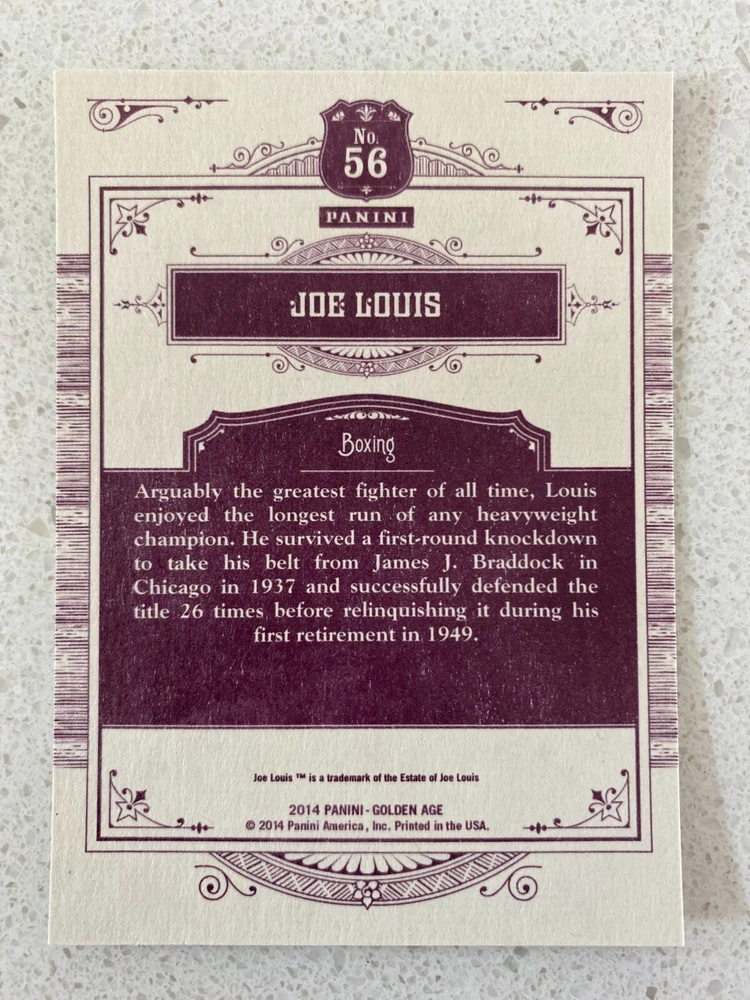 No.
56
PANINI
JOE LOUIS
Boxing
Arguably the greatest fighter of all time, Louis
enjoyed the longest run of any heavyweight
champion. He survived a first-round knockdown
to take his belt from James J. Braddock in
Chicago in 1937 and successfully defended the
title 26 times before relinquishing it during his
first retirement in 1949.
Joe Louis ™ is a trademark of the Estate of Joe Louis
2014 PANINI - GOLDEN AGE
© 2014 Panini America, Inc. Printed in the USA.